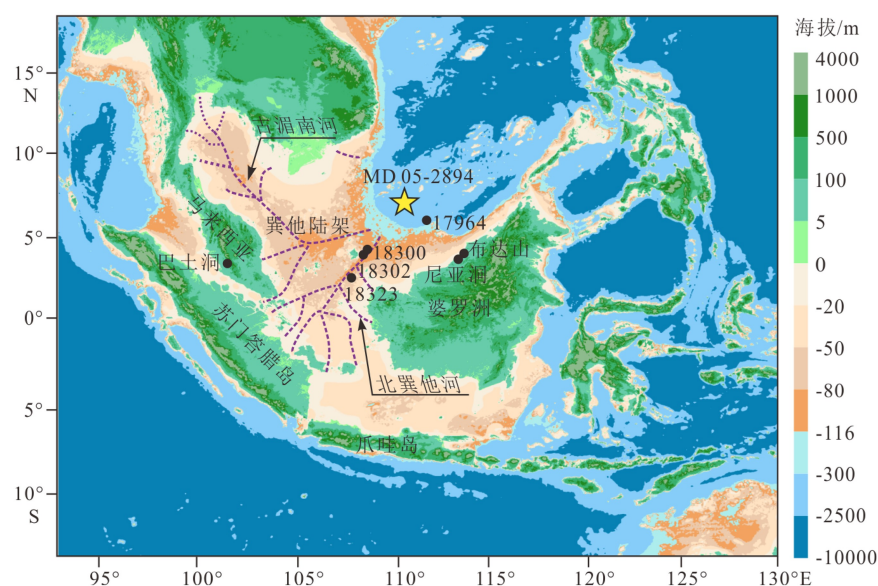 海拔/m
4000
1000
500
100
5
0
-20
-50
-80
-116
-300
-2500
-10000
15°
N
10°
5°
0°
5°
10°
S
古湄南河
MD 05-2894
17964
马来西亚
巽他陆架
18300
布达山
巴士洞
18302
尼亚洞
18323
婆罗洲
苏门答腊岛
北巽他河
爪哇岛
95°
100°
105°
110°
115°
120°
125°
130°E